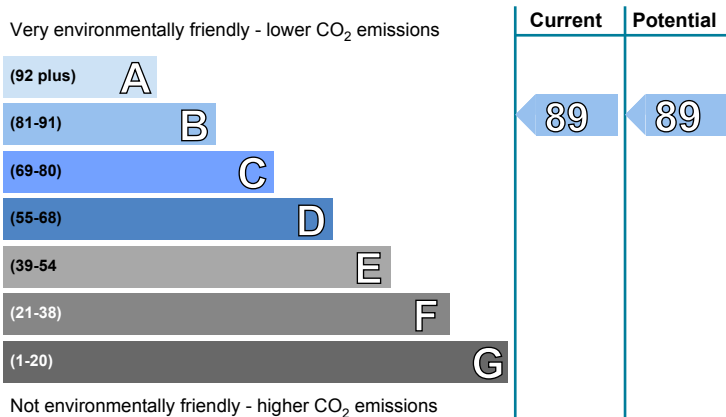 Very environmentally friendly - lower CO2 emissions
Current
Potential
(92 plus) A
(81-91) B
89
89
(69-80) C
(55-68) D
(39-54 E
(21-38) F
(1-20) G
Not environmentally friendly - higher CO2 emissions